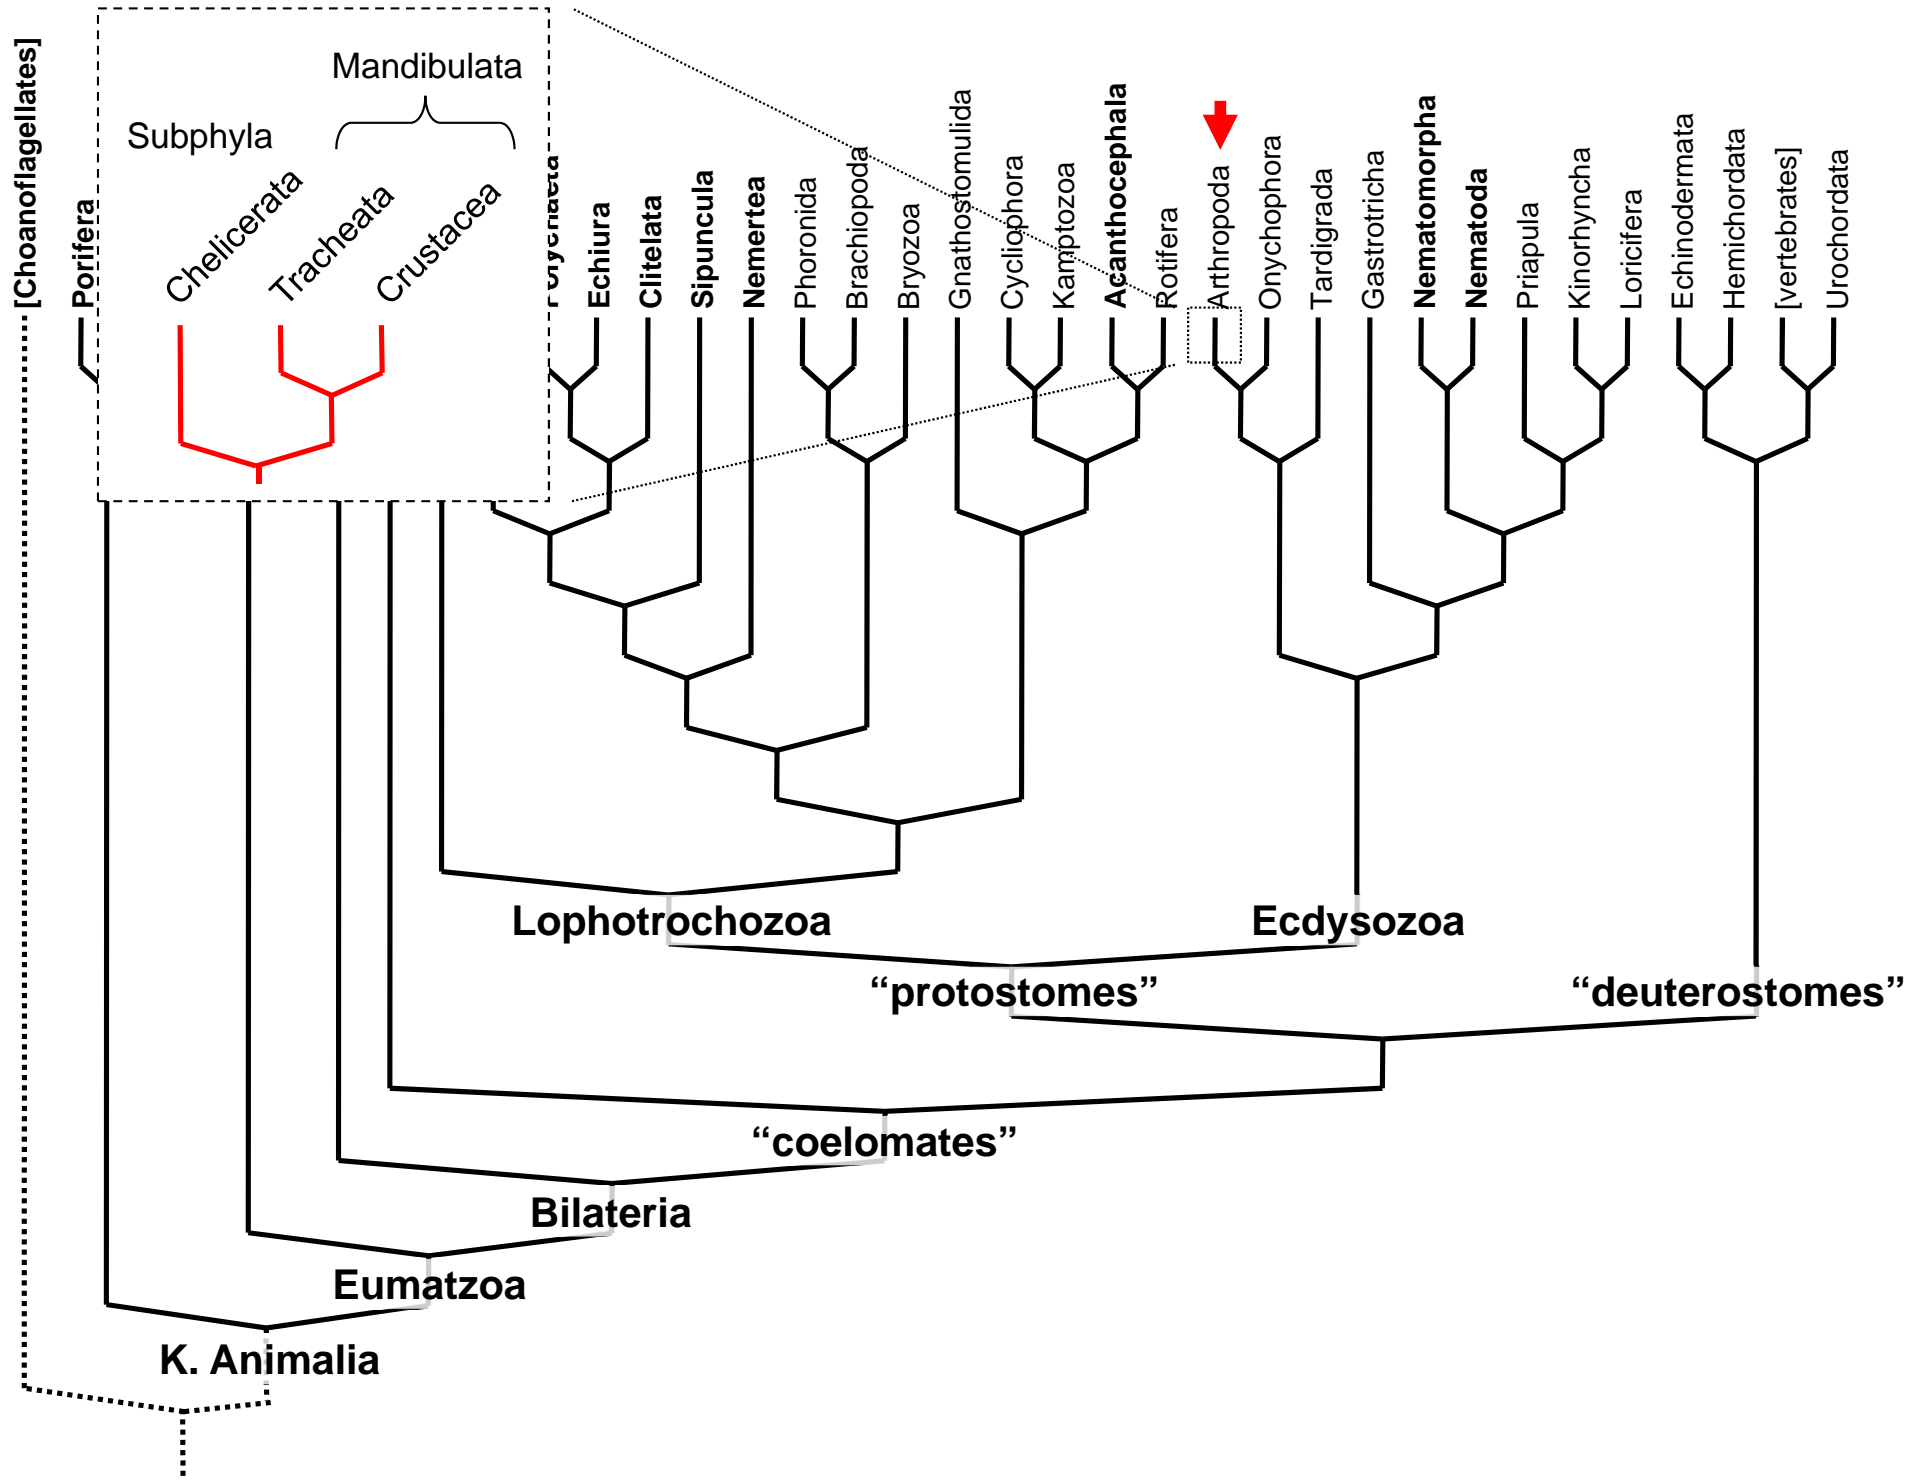 Mandibulata
Subphyla
Chelicerata
Tracheata
Crustacea
[Choanoflagellates]
Porifera
Polychaeta
Echiura
Clitelata
Sipuncula
Nemertea
Phoronida
Brachiopoda
Bryozoa
Gnathostomulida
Cycliophora
Kamptozoa
Acanthocephala
Rotifera
Arthropoda
Onychophora
Tardigrada
Gastrotricha
Nematomorpha
Nematoda
Priapula
Kinorhyncha
Loricifera
Echinodermata
Hemichordata
[vertebrates]
Urochordata
Lophotrochozoa
Ecdysozoa
“protostomes”
“deuterostomes”
“coelomates”
Bilateria
Eumatzoa
K. Animalia